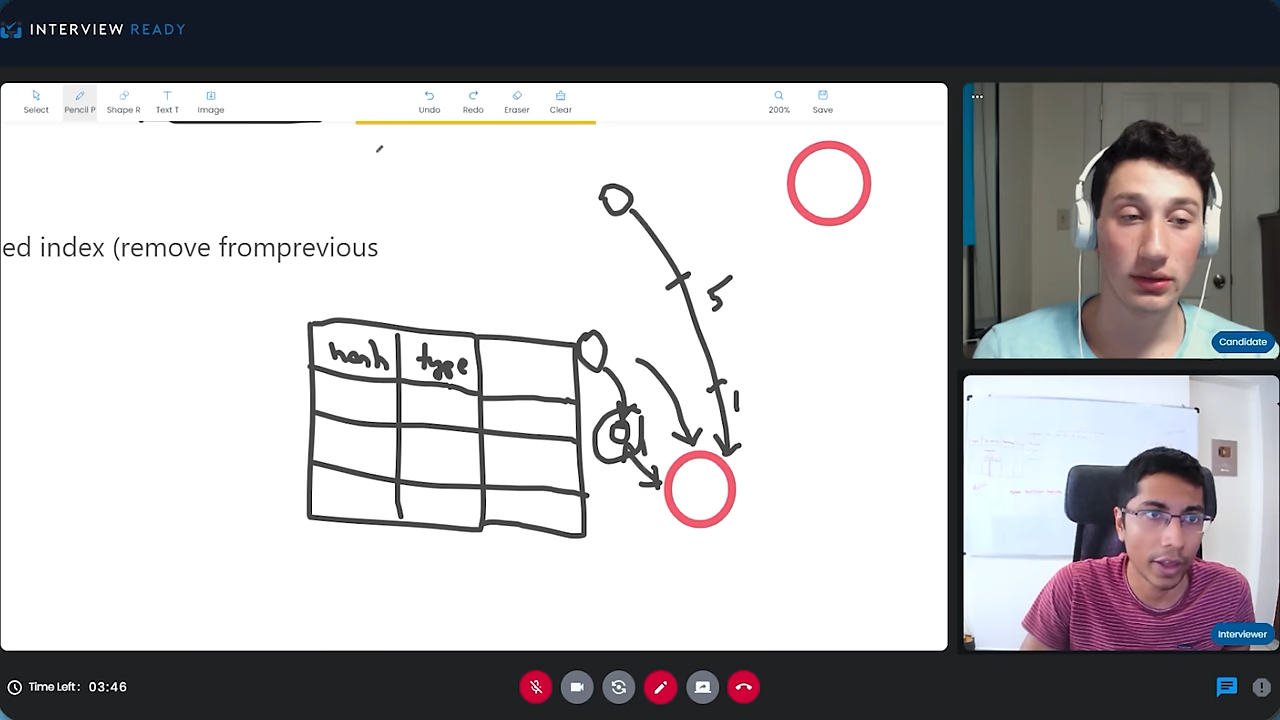 INTERVIEW READY
Select
Pencil P
Shape R
Text T
Image
Undo
Redo
Eraser
Clear
200%
Save
ed index (remove fromprevious
5
hash
type
1
Candidate
Interviewer
Time Left : 03:46